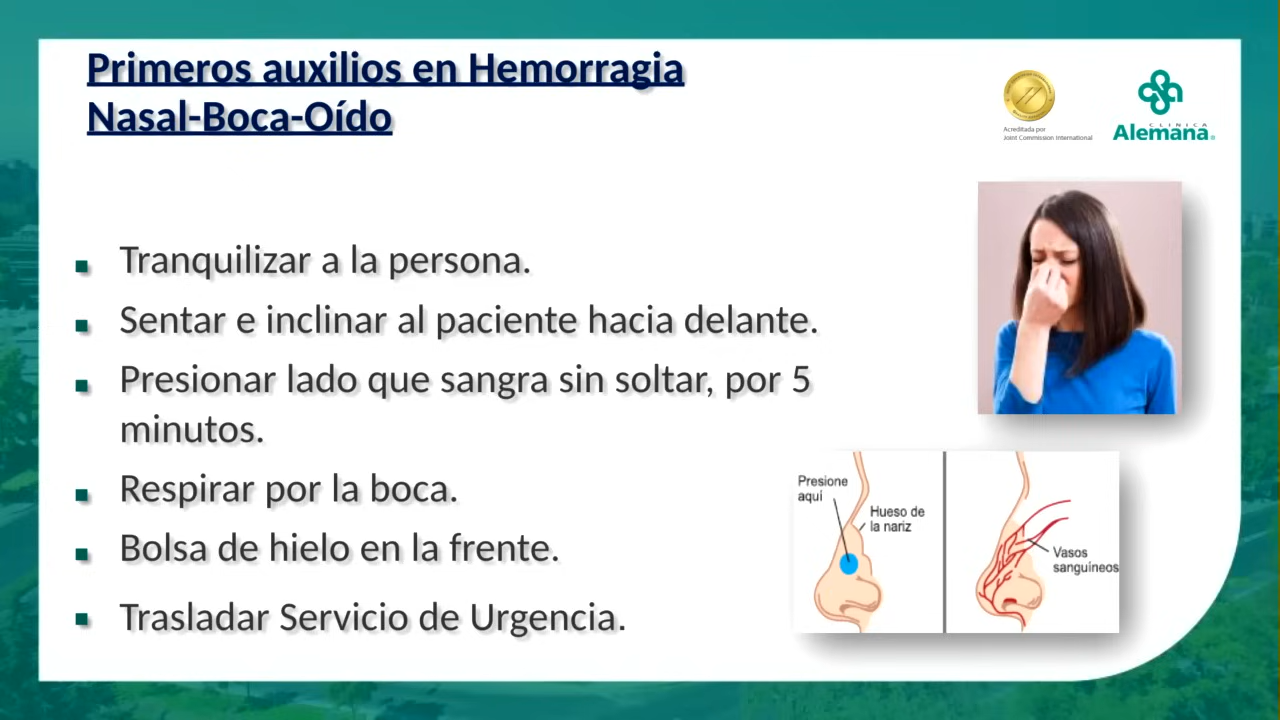 Primeros auxilios en Hemorragia
Nasal-Boca-Oído
Acreditada por
Joint Commission International
CLINICA
Alemana
Tranquilizar a la persona.
Sentar e inclinar al paciente hacia delante.
Presionar lado que sangra sin soltar, por 5
minutos.
Respirar por la boca.
Bolsa de hielo en la frente.
Trasladar Servicio de Urgencia.
Presione
aquí
Hueso de
la nariz
Vasos
sanguíneos